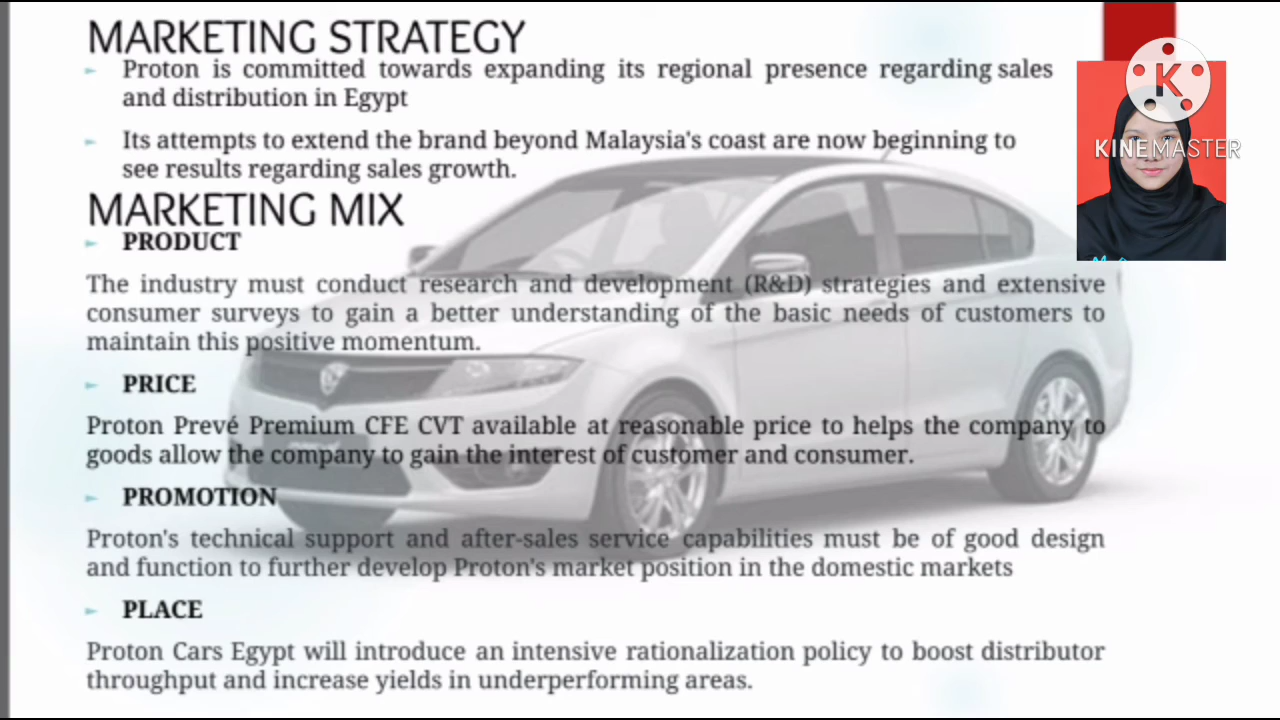 MARKETING STRATEGY
Proton is committed towards expanding its regional presence regarding sales
and distribution in Egypt
Its attempts to extend the brand beyond Malaysia's coast are now beginning to
see results regarding sales growth.
K
KINEMASTER
MARKETING MIX
PRODUCT
The industry must conduct research and development (R&D) strategies and extensive
consumer surveys to gain a better understanding of the basic needs of customers to
maintain this positive momentum.
PRICE
Proton Prevé Premium CFE CVT available at reasonable price to helps the company to
goods allow the company to gain the interest of customer and consumer.
PROMOTION
Proton's technical support and after-sales service capabilities must be of good design
and function to further develop Proton's market position in the domestic markets
PLACE
Proton Cars Egypt will introduce an intensive rationalization policy to boost distributor
throughput and increase yields in underperforming areas.